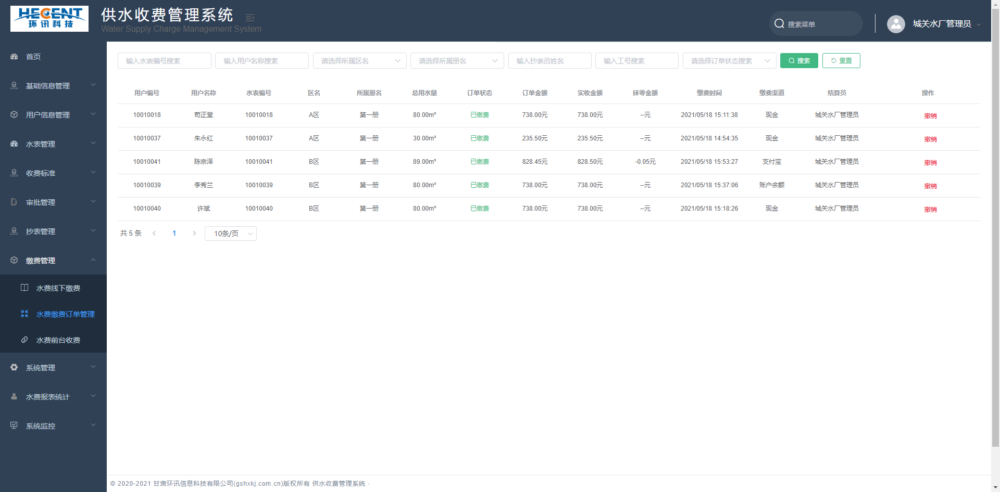 HECENT
环讯科技
供水收费管理系统
Water Supply Charge Management System
搜索菜单
城关水厂管理员
首页
基础信息管理
用户信息管理
水表管理
收费标准
审批管理
抄表管理
缴费管理
水费线下缴费
水费缴费订单管理
水费前台收费
系统管理
水费报表统计
系统监控
输入水表编号搜索 输入用户名称搜索 请选择所属区名 请选择所属册名 输入抄表员姓名 输入工号搜索 请选择订单状态搜索 搜索 重置
用户编号 用户名称 水表编号 区名 所属册名 总用水量 订单状态 订单金额 实收金额 抹零金额 缴费时间 缴费渠道 结算员 操作
10010018 苟正堂 10010018 A区 第一册 80.00m³ 已缴费 738.00元 738.00元 --元 2021/05/18 15:11:38 现金 城关水厂管理员 撤销
10010037 朱永红 10010037 A区 第一册 30.00m³ 已缴费 235.50元 235.50元 --元 2021/05/18 14:54:35 现金 城关水厂管理员 撤销
10010041 陈宗泽 10010041 B区 第一册 89.00m³ 已缴费 828.45元 828.50元 -0.05元 2021/05/18 15:53:27 支付宝 城关水厂管理员 撤销
10010039 李秀兰 10010039 B区 第一册 80.00m³ 已缴费 738.00元 738.00元 --元 2021/05/18 15:37:06 账户余额 城关水厂管理员 撤销
10010040 许斌 10010040 B区 第一册 80.00m³ 已缴费 738.00元 738.00元 --元 2021/05/18 15:18:26 现金 城关水厂管理员 撤销
共 5 条 1 10条/页
© 2020-2021 甘肃环讯信息科技有限公司(gshxkj.com.cn)版权所有 供水收费管理系统 ·